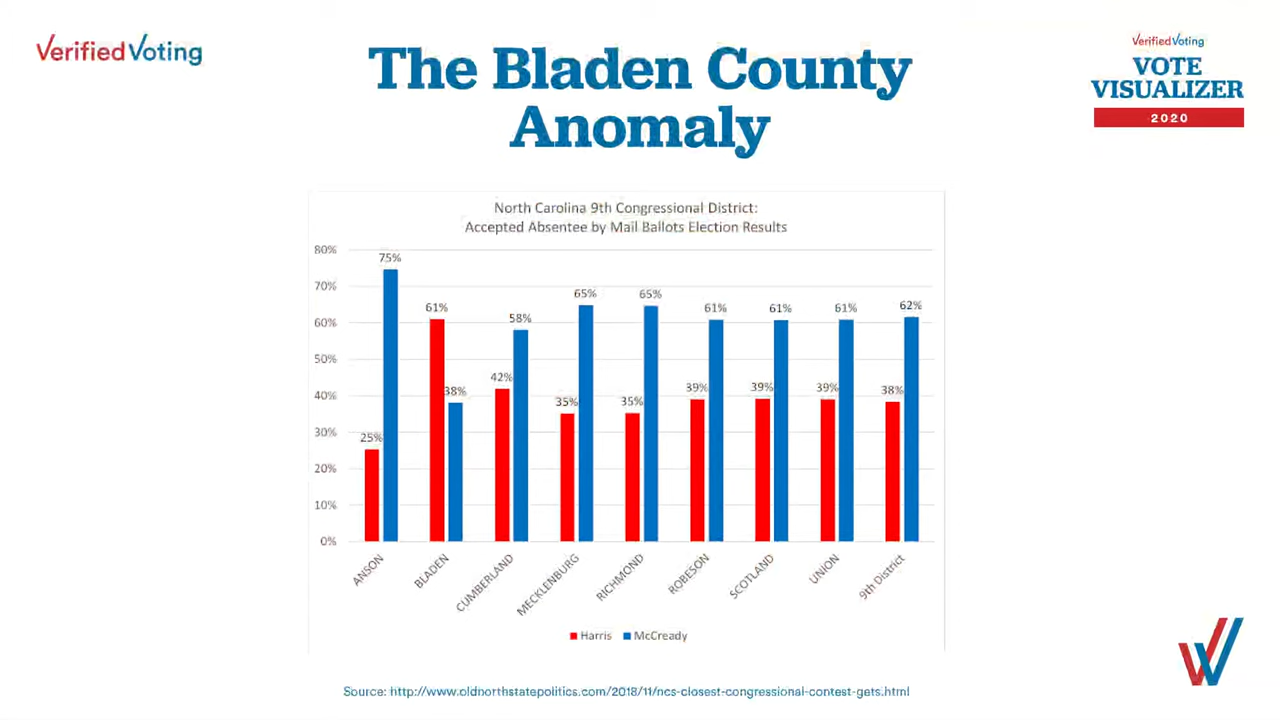 VerifiedVoting
The Bladen County
Anomaly
VerifiedVoting
VOTE
VISUALIZER
2020
North Carolina 9th Congressional District:
Accepted Absentee by Mail Ballots Election Results
80%
70%
60%
50%
40%
30%
20%
10%
0%
25%
75%
61%
38%
42%
58%
35%
65%
35%
65%
39%
61%
39%
61%
39%
61%
38%
62%
ANSON
BLADEN
CUMBERLAND
MECKLENBURG
RICHMOND
ROBESON
SCOTLAND
UNION
9th District
Harris McCready
Source: http://www.oldnorthstatepolitics.com/2018/11/ncs-closest-congressional-contest-gets.html